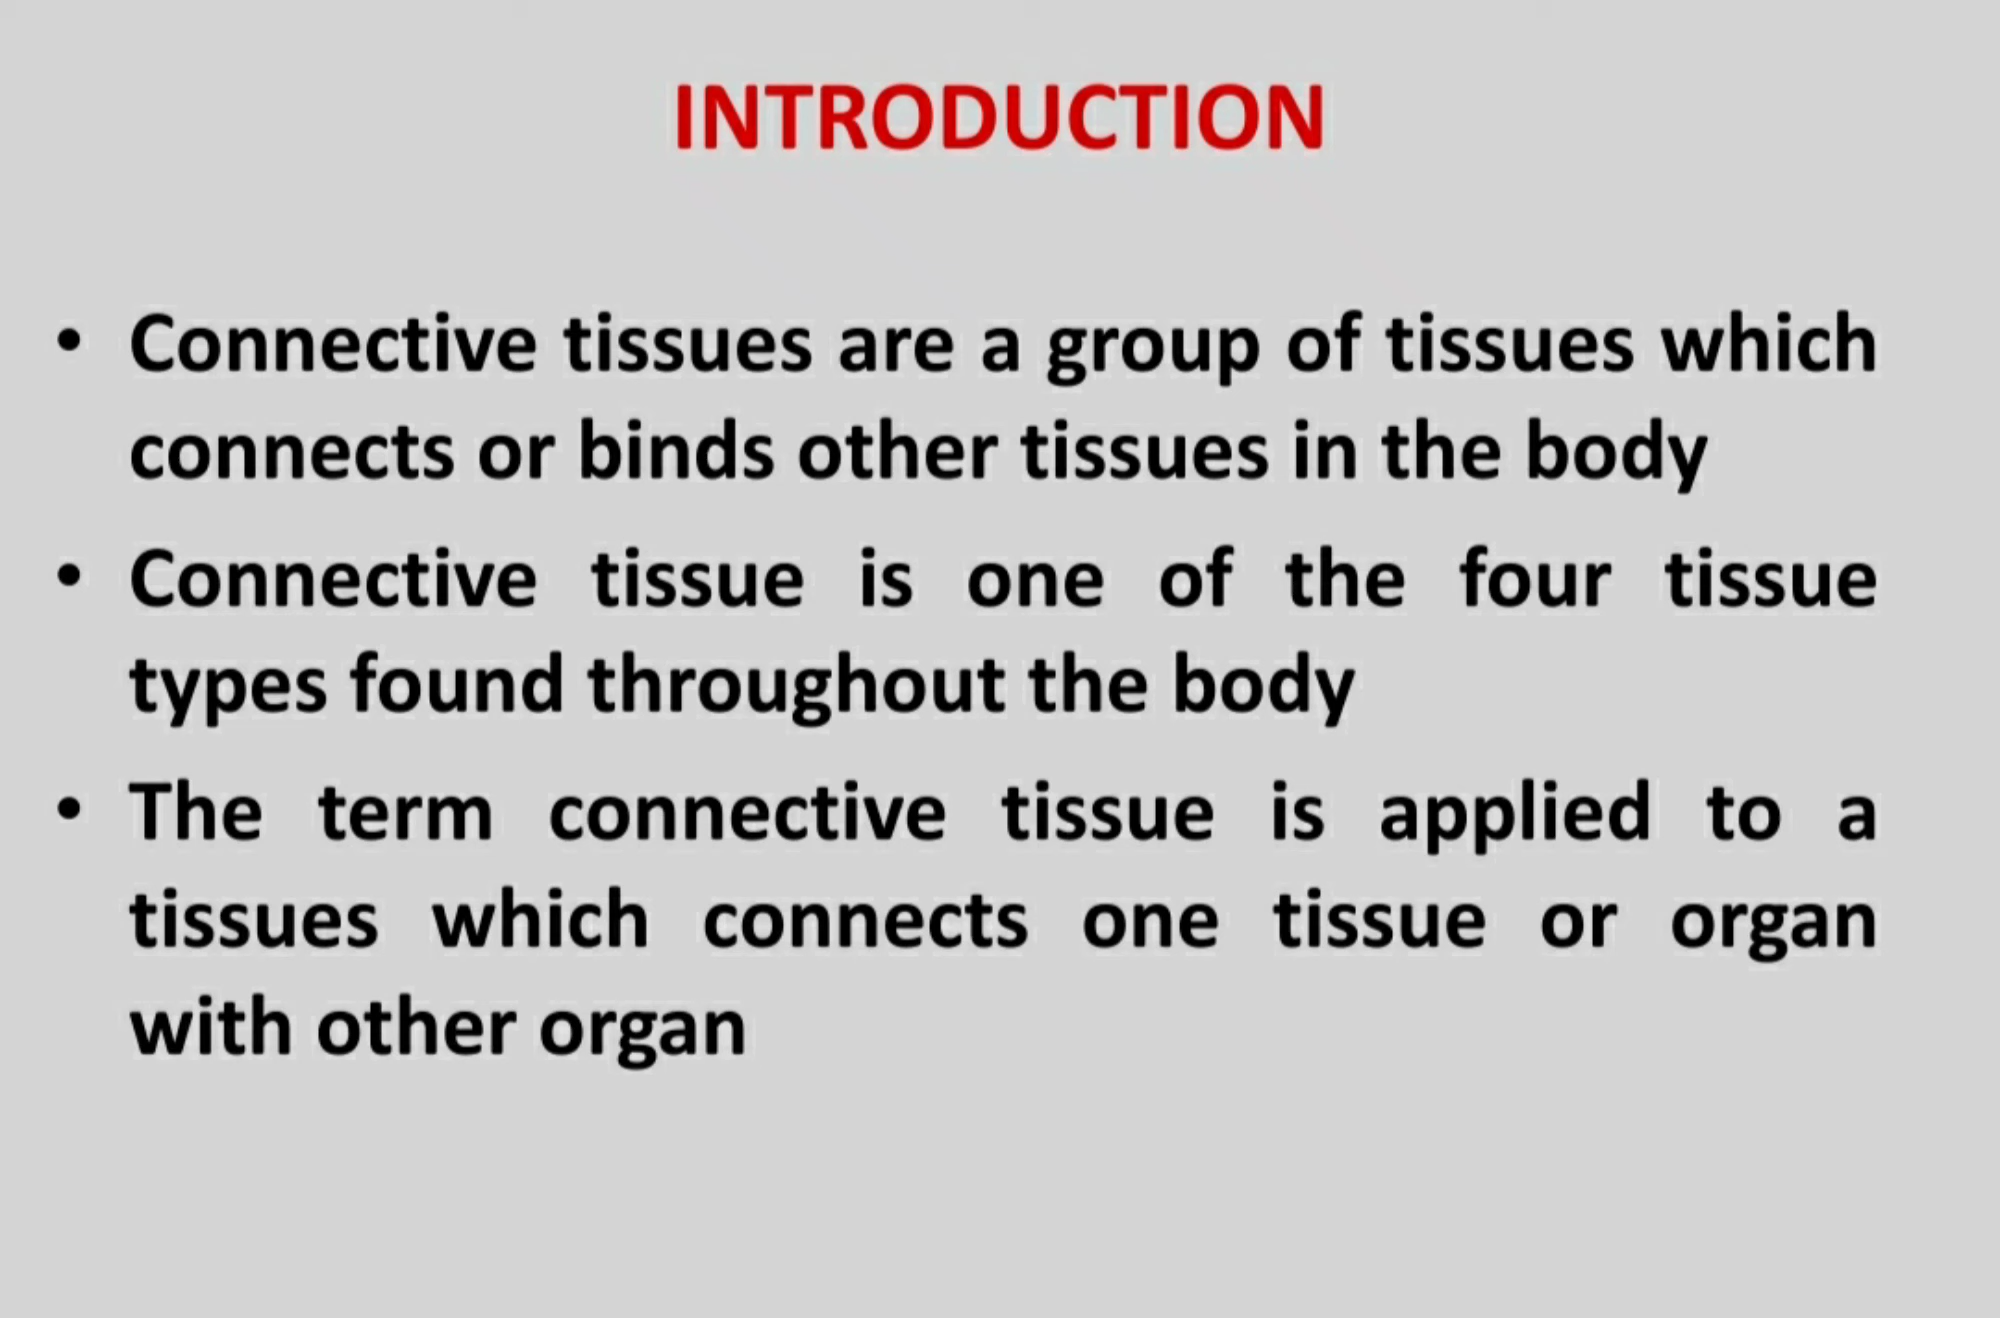 INTRODUCTION
• Connective tissues are a group of tissues which
connects or binds other tissues in the body
• Connective tissue is one of the four tissue
types found throughout the body
• The term connective tissue is applied to a
tissues which connects one tissue or organ
with other organ